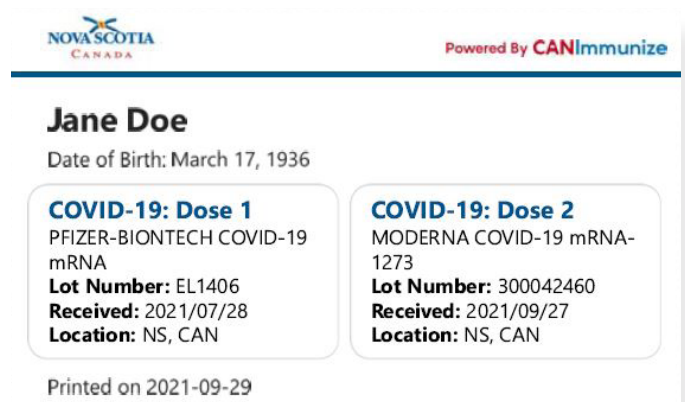 NOVA SCOTIA
CANADA
Powered By CANImmunize
Jane Doe
Date of Birth: March 17, 1936
COVID-19: Dose 1
PFIZER-BIONTECH COVID-19
mRNA
Lot Number: EL1406
Received: 2021/07/28
Location: NS, CAN
COVID-19: Dose 2
MODERNA COVID-19 mRNA-
1273
Lot Number: 300042460
Received: 2021/09/27
Location: NS, CAN
Printed on 2021-09-29